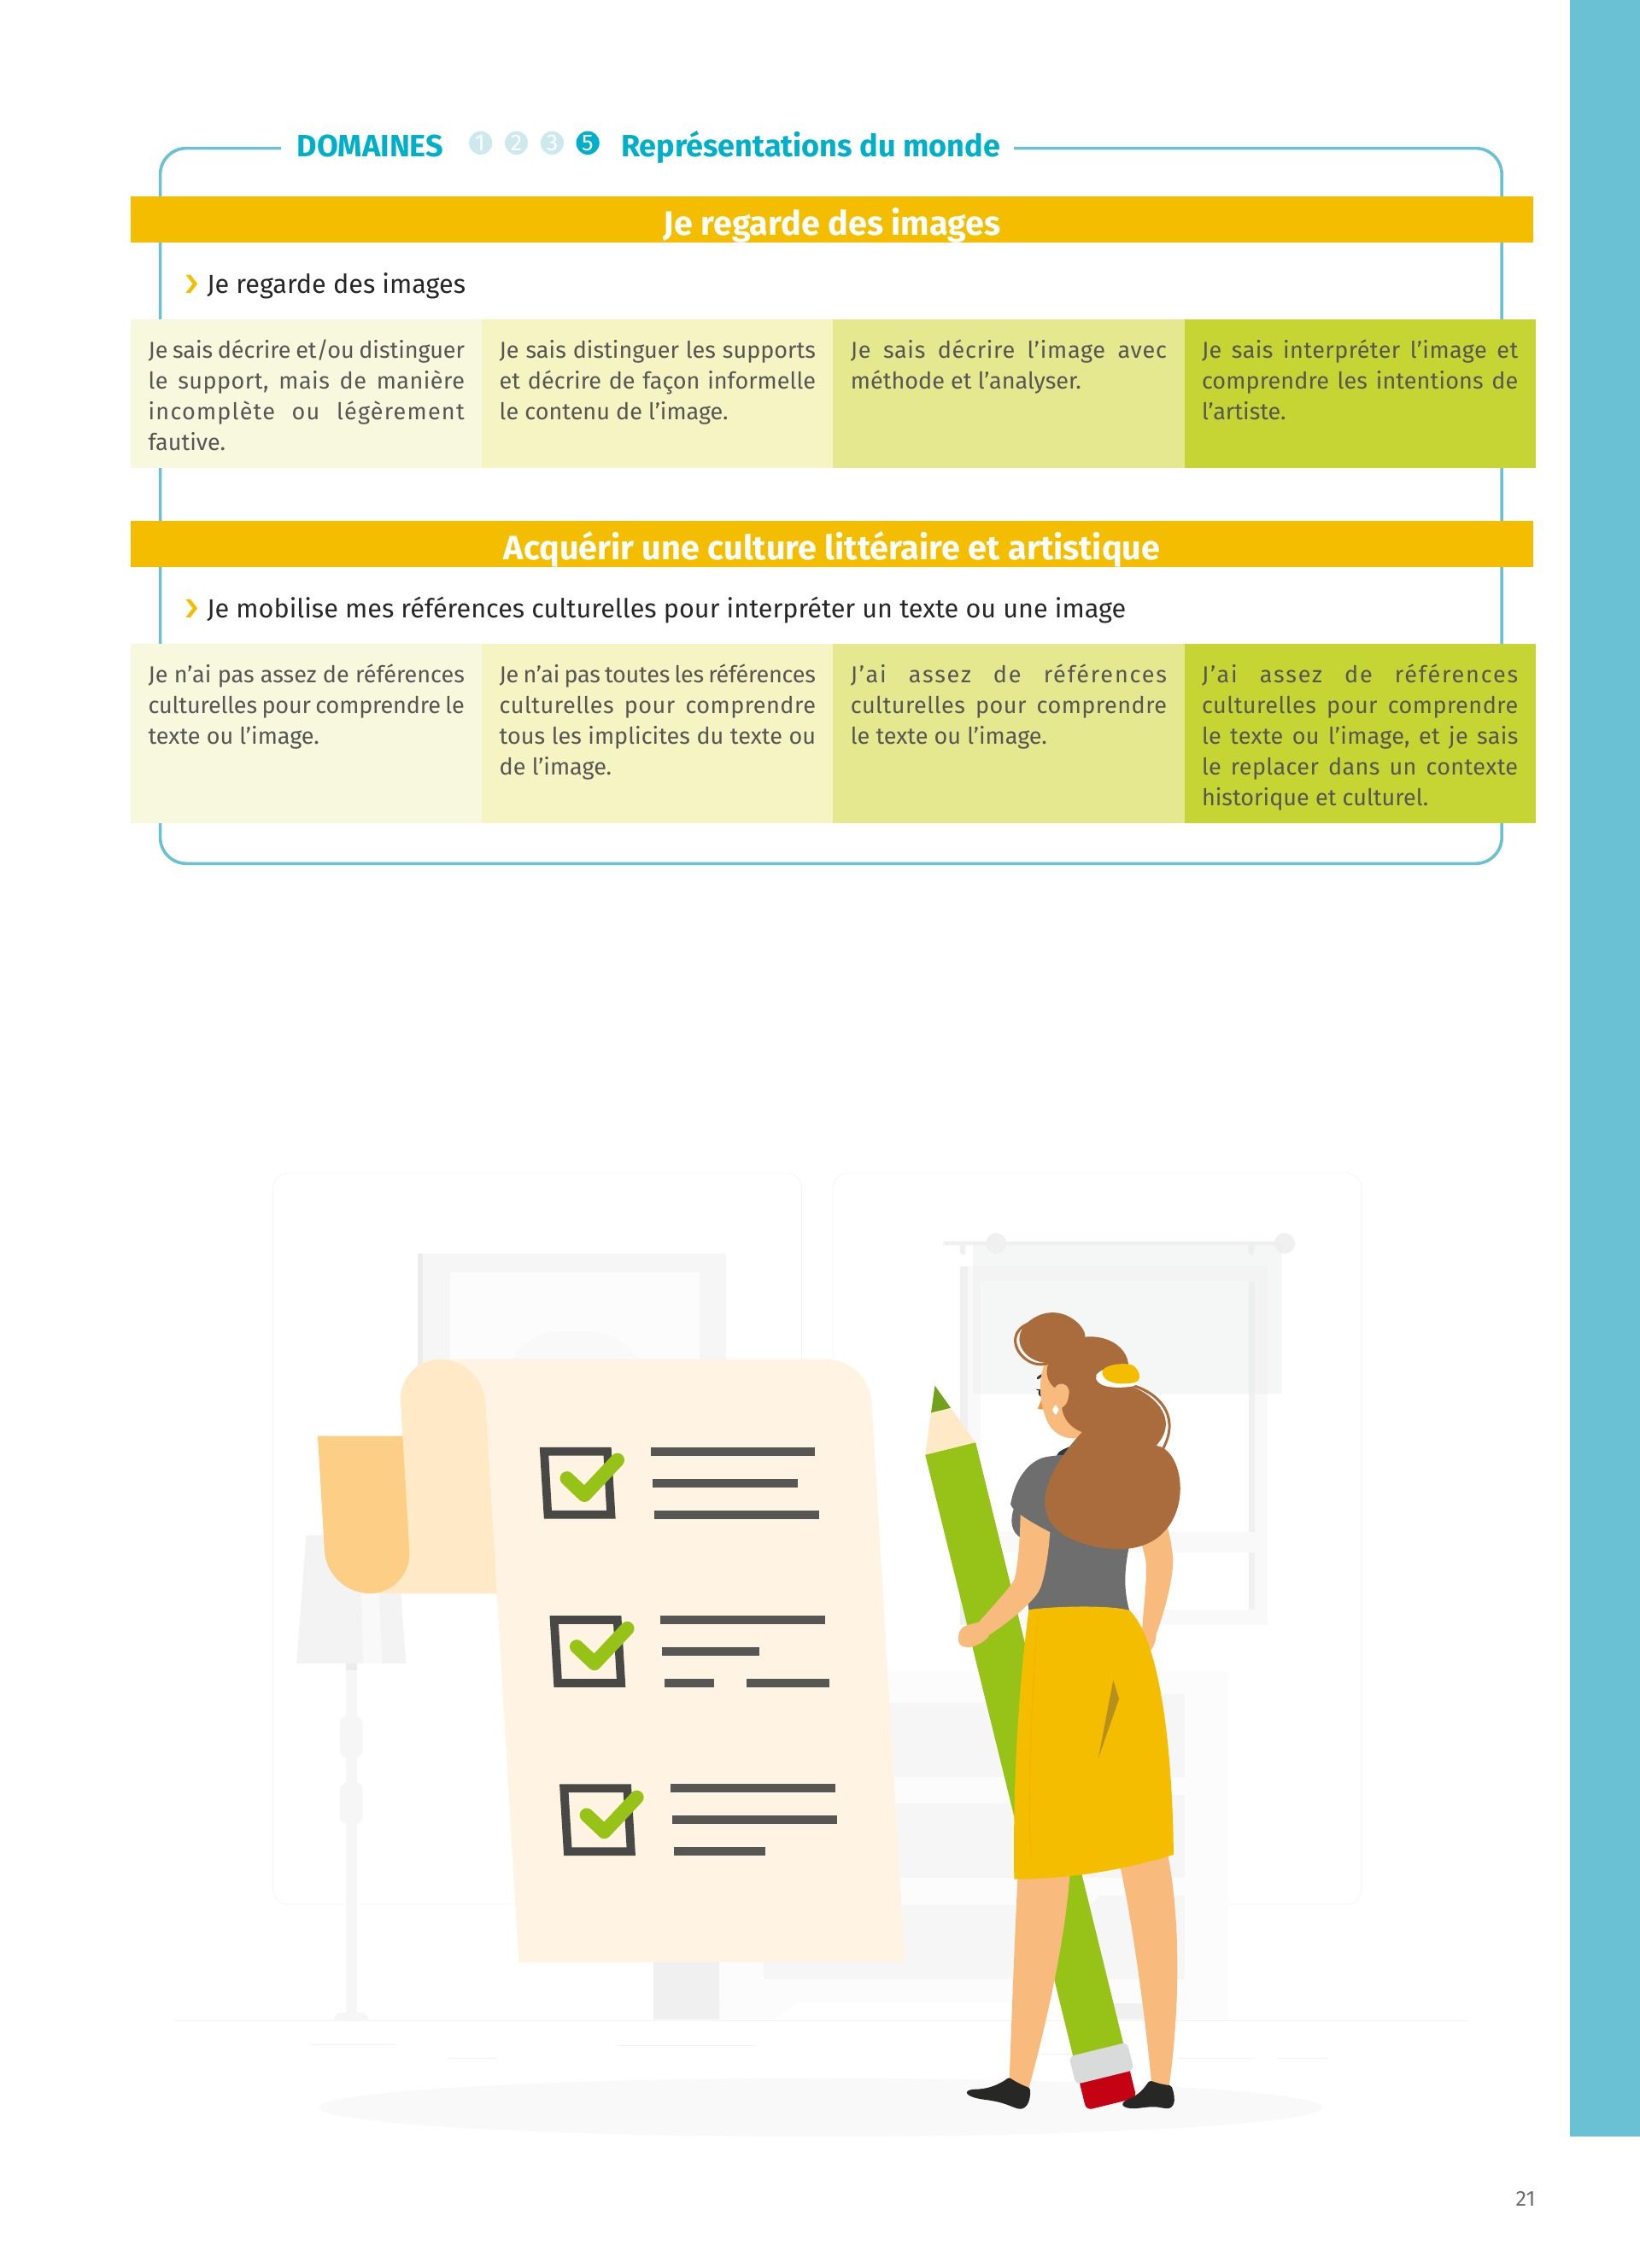 DOMAINES 1 2 3 5 Représentations du monde
Je regarde des images
› Je regarde des images
Je sais décrire et/ou distinguer
le support, mais de manière
incomplète ou légèrement
fautive.
Je sais distinguer les supports
et décrire de façon informelle
le contenu de l’image.
Je sais décrire l’image avec
méthode et l’analyser.
Je sais interpréter l’image et
comprendre les intentions de
l’artiste.
Acquérir une culture littéraire et artistique
› Je mobilise mes références culturelles pour interpréter un texte ou une image
Je n’ai pas assez de références
culturelles pour comprendre le
texte ou l’image.
Je n’ai pas toutes les références
culturelles pour comprendre
tous les implicites du texte ou
de l’image.
J’ai assez de références
culturelles pour comprendre
le texte ou l’image.
J’ai assez de références
culturelles pour comprendre
le texte ou l’image, et je sais
le replacer dans un contexte
historique et culturel.
21